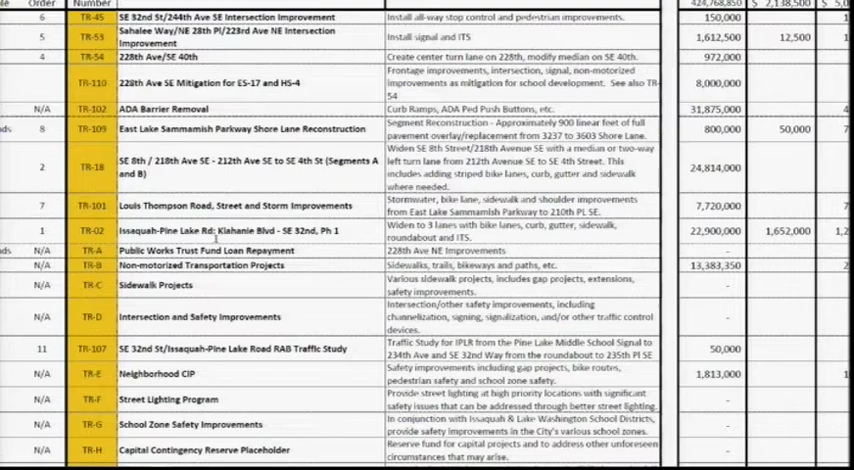 le Order Number 424,768,850 $ 2,138,500 $ 5,0
6 TR-45 SE 32nd St/244th Ave SE Intersection Improvement Install all-way stop control and pedestrian improvements. 150,000 1
5 TR-53 Sahalee Way/NE 28th Pl/223rd Ave NE Intersection Improvement Install signal and ITS 1,612,500 12,500 1
4 TR-54 228th Ave/SE 40th Create center turn lane on 228th, modify median on SE 40th. 972,000
TR-110 228th Ave SE Mitigation for ES-17 and HS-4 Frontage improvements, intersection, signal, non-motorized
improvements as mitigation for school development. See also TR-
54 8,000,000
N/A TR-102 ADA Barrier Removal Curb Ramps, ADA Ped Push Buttons, etc. 31,875,000 4
nds 8 TR-109 East Lake Sammamish Parkway Shore Lane Reconstruction Segment Reconstruction - Approximately 900 linear feet of full
pavement overlay/replacement from 3237 to 3603 Shore Lane. 800,000 50,000 7
2 TR-18 SE 8th / 218th Ave SE - 212th Ave SE to SE 4th St (Segments A
and B) Widen SE 8th Street/218th Avenue SE with a median or two-way
left turn lane from 212th Avenue SE to SE 4th Street. This
includes adding striped bike lanes, curb, gutter and sidewalk
where needed. 24,814,000
7 TR-101 Louis Thompson Road, Street and Storm Improvements Stormwater, bike lane, sidewalk and shoulder improvements
from East Lake Sammamish Parkway to 210th PL SE. 7,720,000 7
1 TR-02 Issaquah-Pine Lake Rd: Klahanie Blvd - SE 32nd, Ph 1 Widen to 3 lanes with bike lanes, curb, gutter, sidewalk,
roundabout and ITS. 22,900,000 1,652,000 1,2
nds N/A TR-A Public Works Trust Fund Loan Repayment 228th Ave NE Improvements -
N/A TR-B Non-motorized Transportation Projects Sidewalks, trails, bikeways and paths, etc. 13,383,350 2
N/A TR-C Sidewalk Projects Various sidewalk projects, includes gap projects, extensions,
safety improvements. -
N/A TR-D Intersection and Safety Improvements Intersection/other safety improvements, including
channelization, signing, signalization, and/or other traffic control
devices. -
11 TR-107 SE 32nd St/Issaquah-Pine Lake Road RAB Traffic Study Traffic Study for IPLR from the Pine Lake Middle School Signal to
234th Ave and SE 32nd Way from the roundabout to 235th Pl SE 50,000
N/A TR-E Neighborhood CIP Safety improvements including gap projects, bike routes,
pedestrian safety and school zone safety. 1,813,000 1
N/A TR-F Street Lighting Program Provide street lighting at high priority locations with significant
safety issues that can be addressed through better street lighting. -
N/A TR-G School Zone Safety Improvements In conjunction with Issaquah & Lake Washington School Districts,
provide safety improvements in the City's various school zones. -
N/A TR-H Capital Contingency Reserve Placeholder Reserve fund for capital projects and to address other unforeseen
circumstances that may arise. -